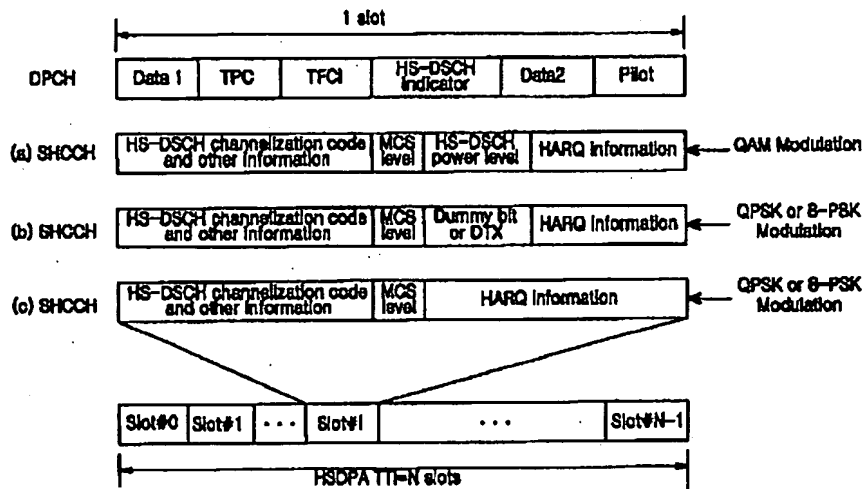 1 slot
DPCH
Data 1
TPC
TFCI
HS-DSCH
indicator
Data2
Pilot
(a) SHCCH
HS-DSCH channelization code
and other information
MCS
level
HS-DSCH
power level
HARQ information
QAM Modulation
(b) SHCCH
HS-DSCH channelization code
and other information
MCS
level
Dummy bit
or DTX
HARQ information
QPSK or 8-PSK
Modulation
(c) SHCCH
HS-DSCH channelization code
and other information
MCS
level
HARQ information
QPSK or 8-PSK
Modulation
Slot#0
Slot#1
...
Slot#i
...
Slot#N-1
HSDPA TTI=N slots